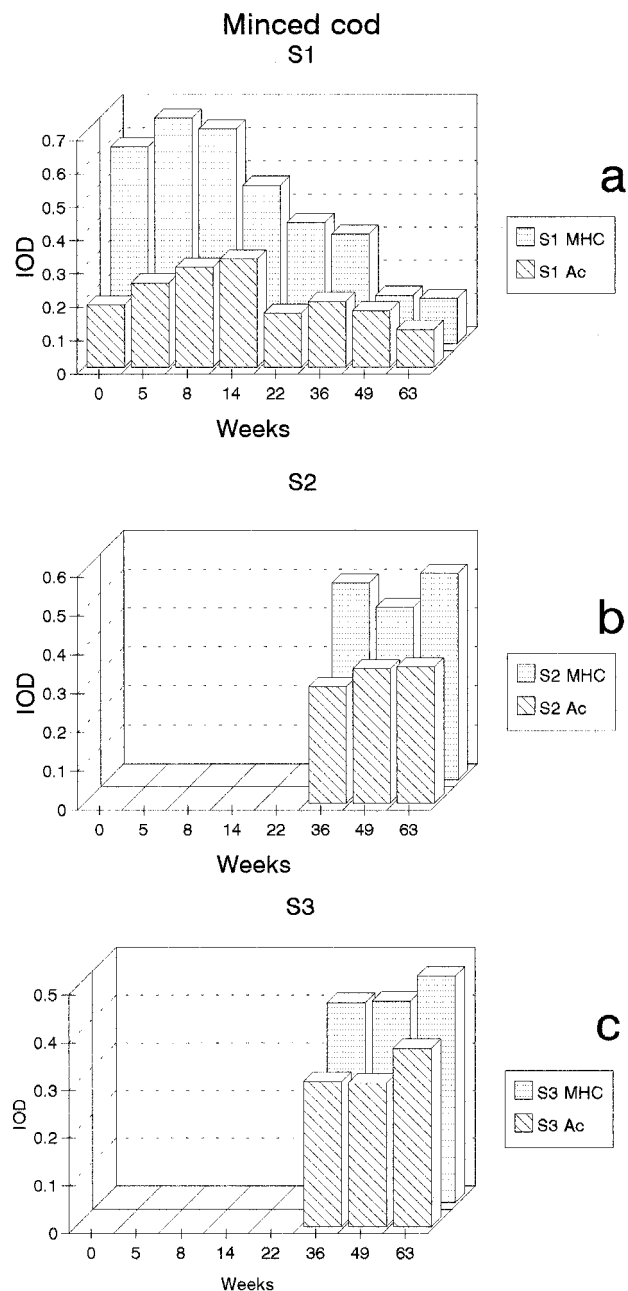 Minced cod
S1
0.7
0.6
0.5
0.4
0.3
0.2
0.1
0
IOD
0 5 8 14 22 36 49 63
Weeks
a
S1 MHC
S1 Ac
S2
0.6
0.5
0.4
0.3
0.2
0.1
0
IOD
0 5 8 14 22 36 49 63
Weeks
b
S2 MHC
S2 Ac
S3
0.5
0.4
0.3
0.2
0.1
0
IOD
0 5 8 14 22 36 49 63
Weeks
c
S3 MHC
S3 Ac